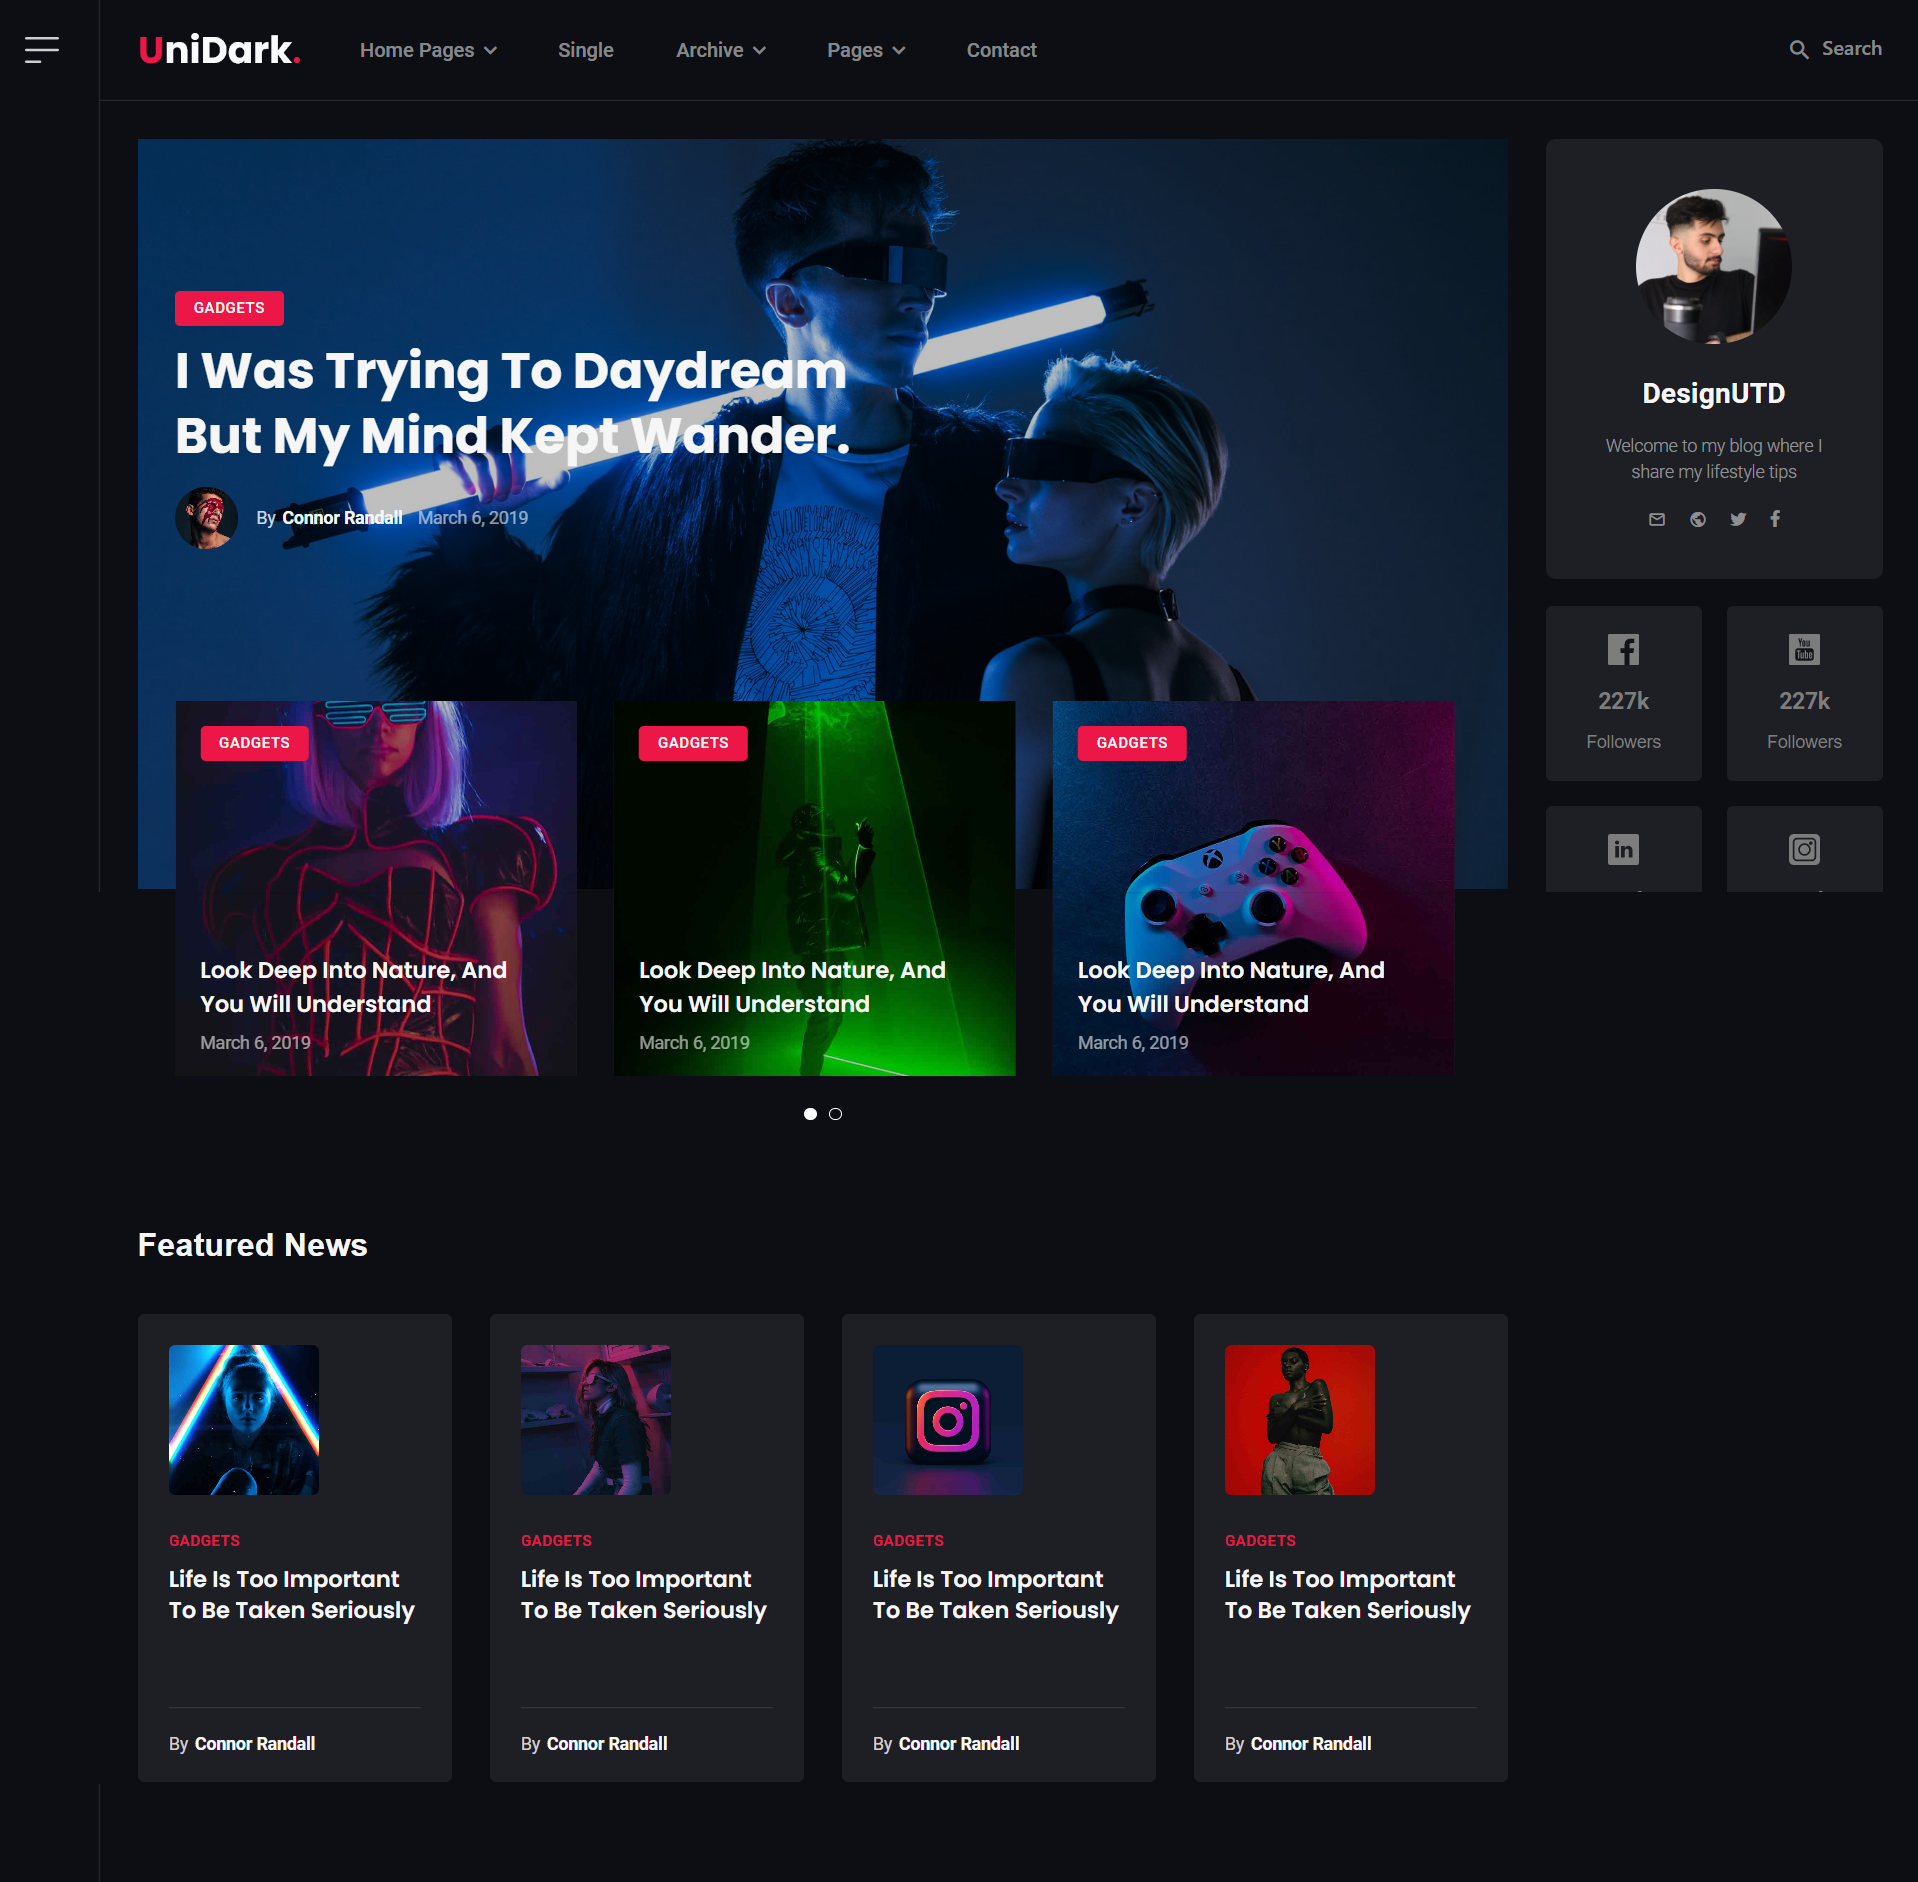 UniDark.
Home Pages
Single
Archive
Pages
Contact
Search
GADGETS
I Was Trying To Daydream
But My Mind Kept Wander.
By Connor Randall March 6, 2019
DesignUTD
Welcome to my blog where I
share my lifestyle tips
227k
Followers
You
Tube
227k
Followers
in
GADGETS
Look Deep Into Nature, And
You Will Understand
March 6, 2019
GADGETS
Look Deep Into Nature, And
You Will Understand
March 6, 2019
GADGETS
Look Deep Into Nature, And
You Will Understand
March 6, 2019
Featured News
GADGETS
Life Is Too Important
To Be Taken Seriously
By Connor Randall
GADGETS
Life Is Too Important
To Be Taken Seriously
By Connor Randall
GADGETS
Life Is Too Important
To Be Taken Seriously
By Connor Randall
GADGETS
Life Is Too Important
To Be Taken Seriously
By Connor Randall